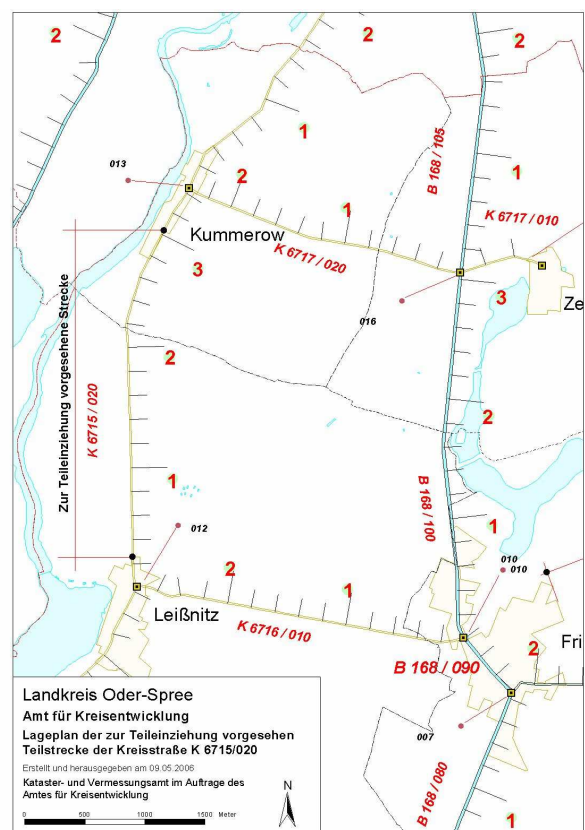 2
2
2
B 168 / 105
013
1
2
1
1
K 6717 / 010
Kummerow
K 6717 / 020
3
016
3
Ze
Zur Teileinziehung vorgesehene Strecke
K 6715 / 020
2
2
1
B 168 / 100
1
012
010
010
2
1
Leißnitz
K 6716 / 010
Fri
2
B 168 / 090
007
B 168 / 080
1
Landkreis Oder-Spree
Amt für Kreisentwicklung
Lageplan der zur Teileinziehung vorgesehen
Teilstrecke der Kreisstraße K 6715/020
Erstellt und herausgegeben am 09.05.2006
Kataster- und Vermessungsamt im Auftrage des
Amtes für Kreisentwicklung
N
0 500 1000 1500 Meter